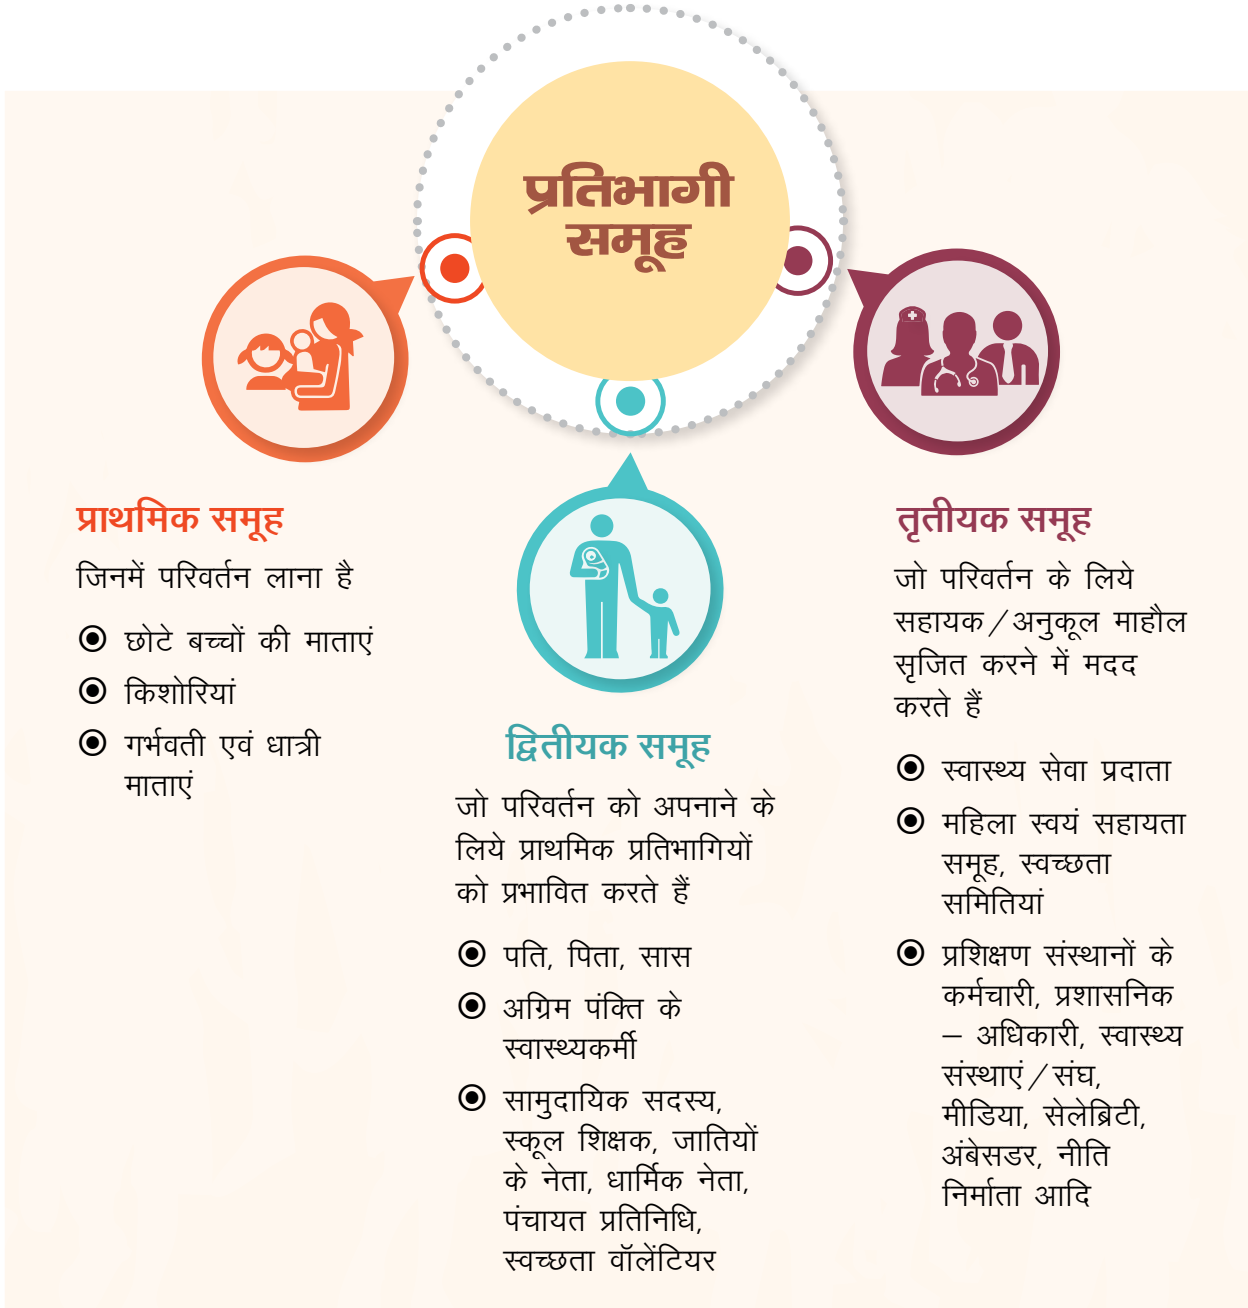 प्रतिभागी
समूह
प्राथमिक समूह
जिनमें परिवर्तन लाना है
छोटे बच्चों की माताएं
किशोरियां
गर्भवती एवं धात्री
माताएं
द्वितीयक समूह
जो परिवर्तन को अपनाने के
लिये प्राथमिक प्रतिभागियों
को प्रभावित करते हैं
पति, पिता, सास
अग्रिम पंक्ति के
स्वास्थ्यकर्मी
सामुदायिक सदस्य,
स्कूल शिक्षक, जातियों
के नेता, धार्मिक नेता,
पंचायत प्रतिनिधि,
स्वच्छता वॉलेंटियर
तृतीयक समूह
जो परिवर्तन के लिये
सहायक/अनुकूल माहौल
सृजित करने में मदद
करते हैं
स्वास्थ्य सेवा प्रदाता
महिला स्वयं सहायता
समूह, स्वच्छता
समितियां
प्रशिक्षण संस्थानों के
कर्मचारी, प्रशासनिक
– अधिकारी, स्वास्थ्य
संस्थाएं/संघ,
मीडिया, सेलेब्रिटी,
अंबेसडर, नीति
निर्माता आदि